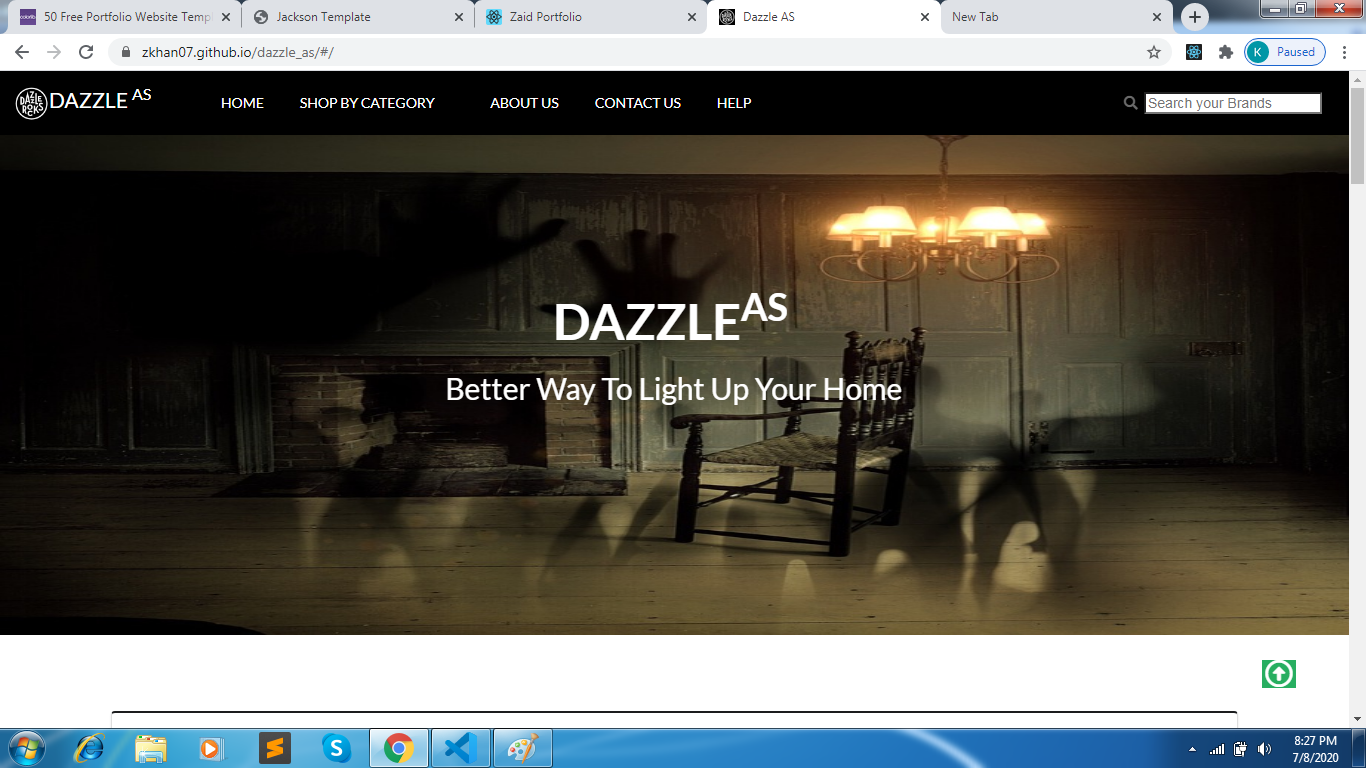 50 Free Portfolio Website Temp
Jackson Template
Zaid Portfolio
Dazzle AS
New Tab
zkhan07.github.io/dazzle_as/#/
K Paused
DAZZLE ROCKS
DAZZLE AS
HOME
SHOP BY CATEGORY
ABOUT US
CONTACT US
HELP
Search your Brands
DAZZLE AS
Better Way To Light Up Your Home
8:27 PM
7/8/2020